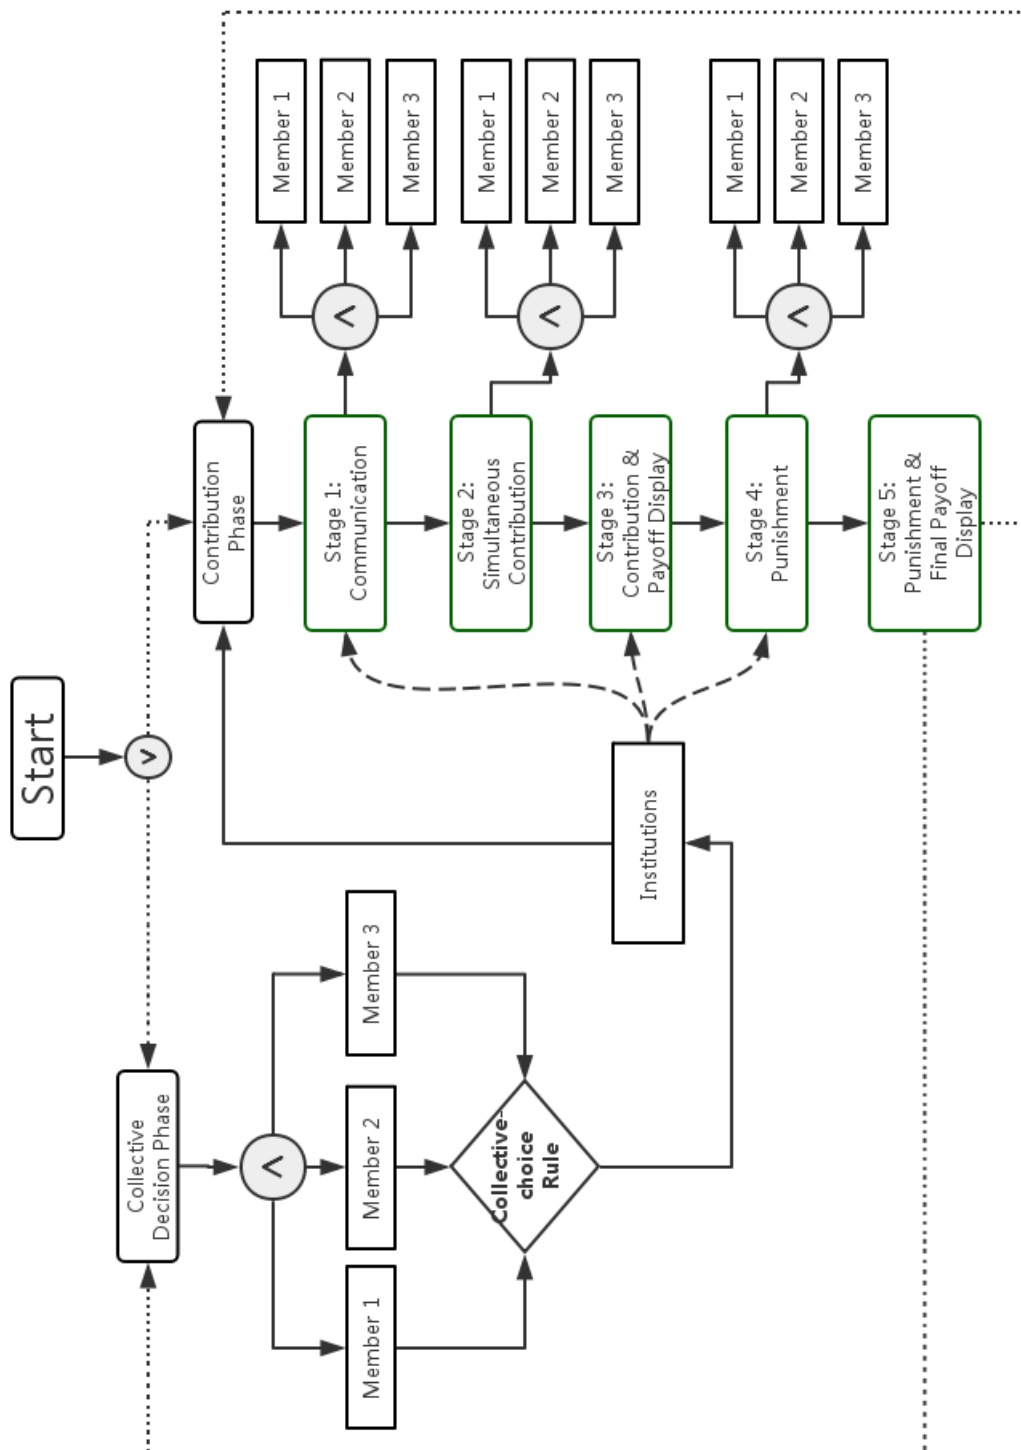 Start
v
Collective
Decision Phase
<
Member 1
Member 2
Member 3
Collective-
choice
Rule
Institutions
Contribution
Phase
Stage 1:
Communication
<
Member 1
Member 2
Member 3
Stage 2:
Simultaneous
Contribution
<
Member 1
Member 2
Member 3
Stage 3:
Contribution &
Payoff Display
Stage 4:
Punishment
<
Member 1
Member 2
Member 3
Stage 5:
Punishment &
Final Payoff
Display